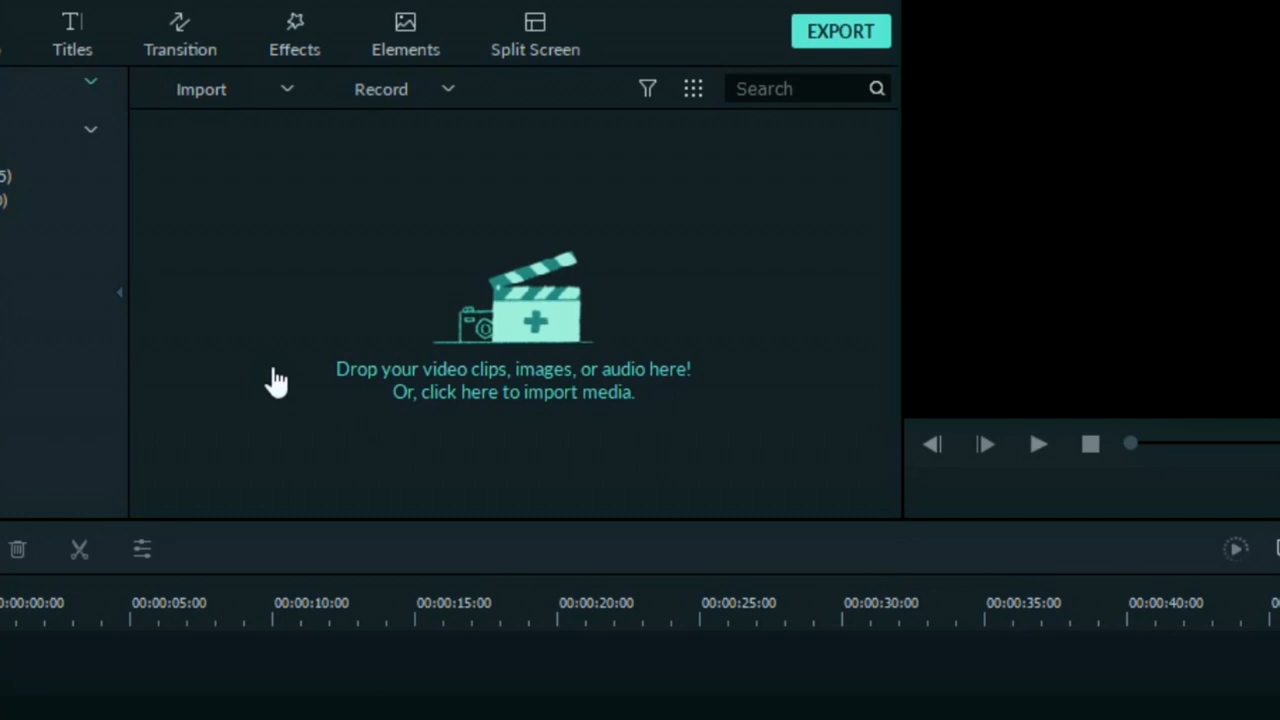 Titles
Transition
Effects
Elements
Split Screen
EXPORT
Import
Record
Search
5)
Drop your video clips, images, or audio here!
Or, click here to import media.
0:00:00:00
00:00:05:00
00:00:10:00
00:00:15:00
00:00:20:00
00:00:25:00
00:00:30:00
00:00:35:00
00:00:40:00